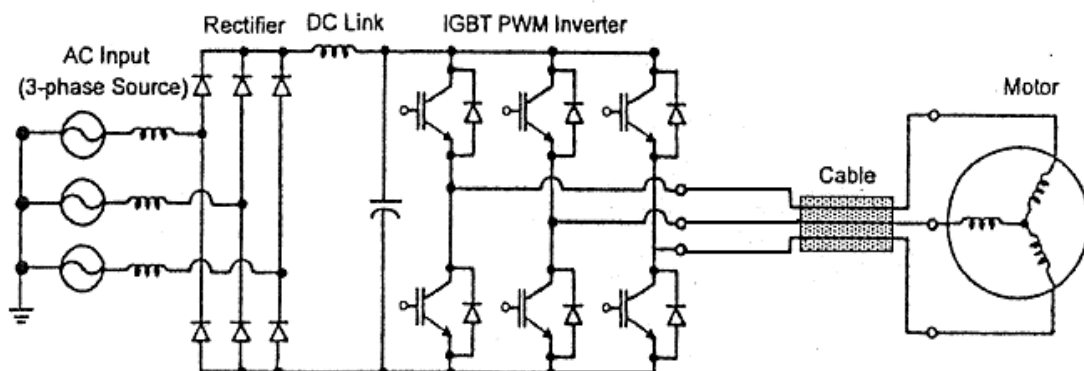 Rectifier
DC Link
IGBT PWM Inverter
AC Input
(3-phase Source)
Motor
Cable